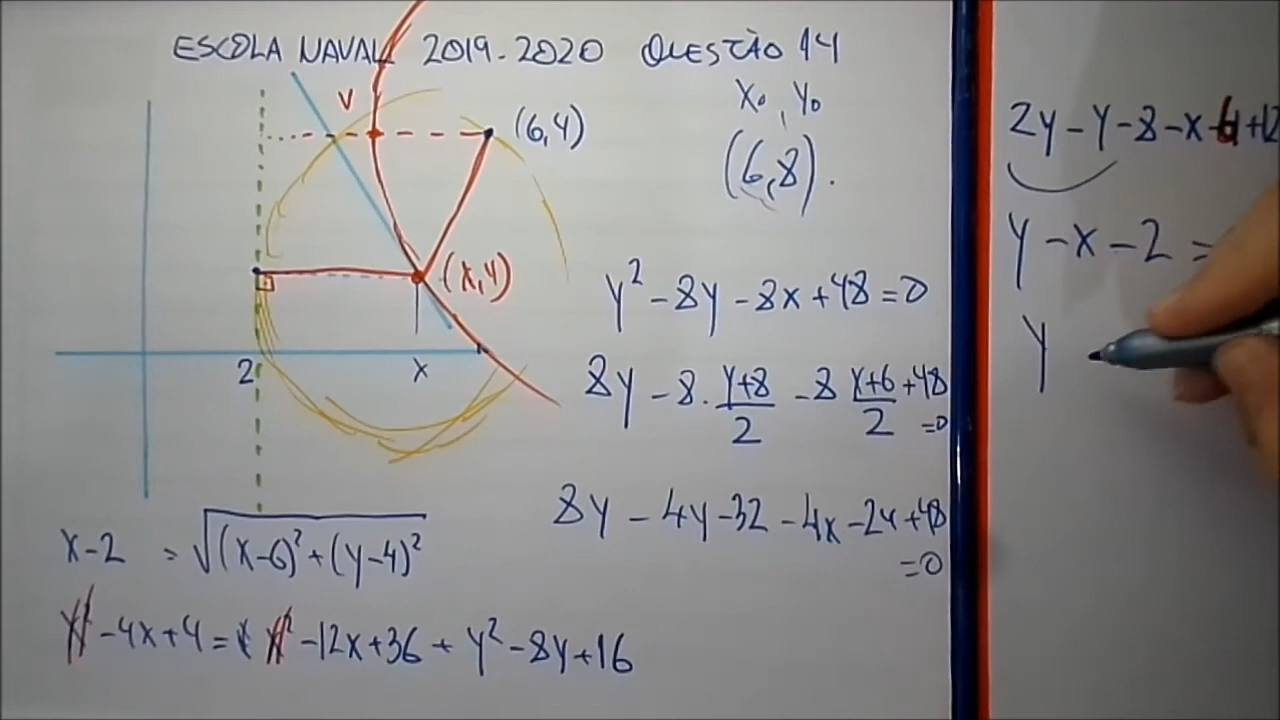 ESCOLA NAVAL 2019-2020 QUESTÃO 14
V
(6,4)
(x,y)
2
x
x-2 = √(x-6)²+(y-4)²
x² -4x+4 = x² -12x+36 + y² -8y+16
x₀, y₀
(6,8).
y² -8y -8x +48 = 0
8y -8. y+8/2 -8 x+6/2 +48 =0
8y -4y -32 -4x -24 +48 =0
2y -y -8 -x -6 +12
y -x -2 =
y